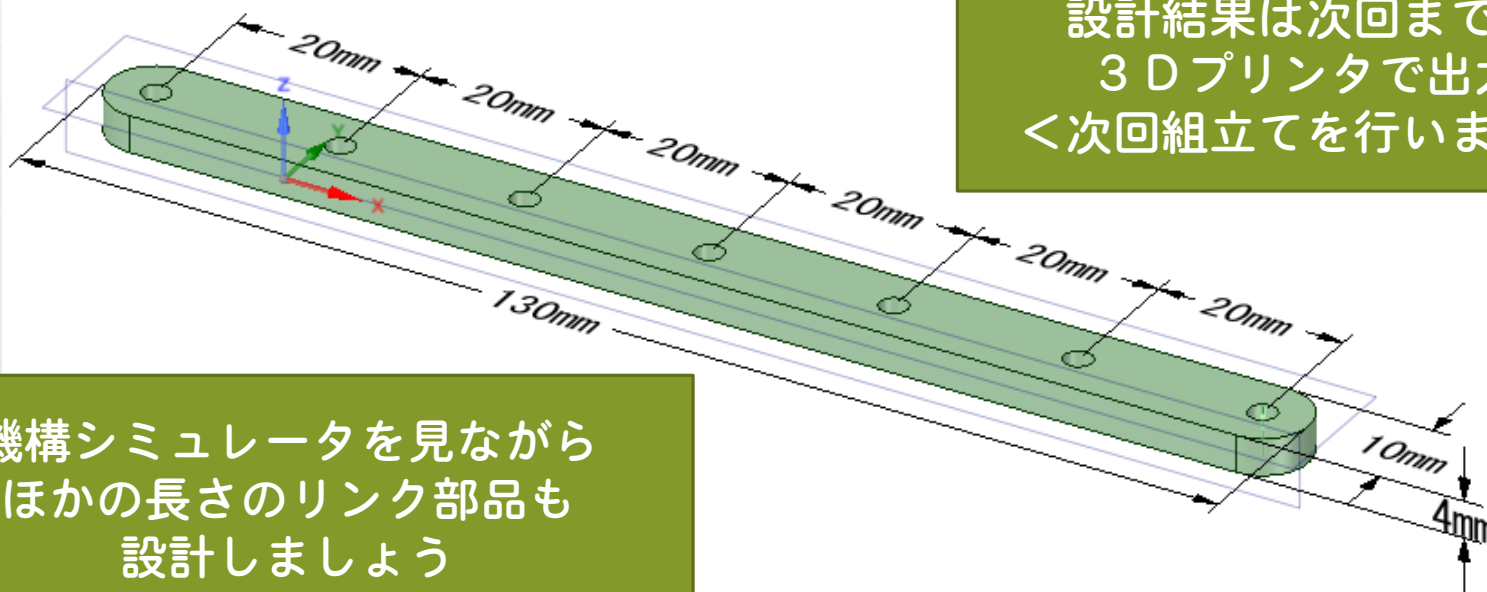 設計結果は次回まで
３Ｄプリンタで出
＜次回組立てを行いま
20mm
20mm
20mm
20mm
20mm
20mm
130mm
10mm
4mm
Z
Y
X
機構シミュレータを見ながら
ほかの長さのリンク部品も
設計しましょう